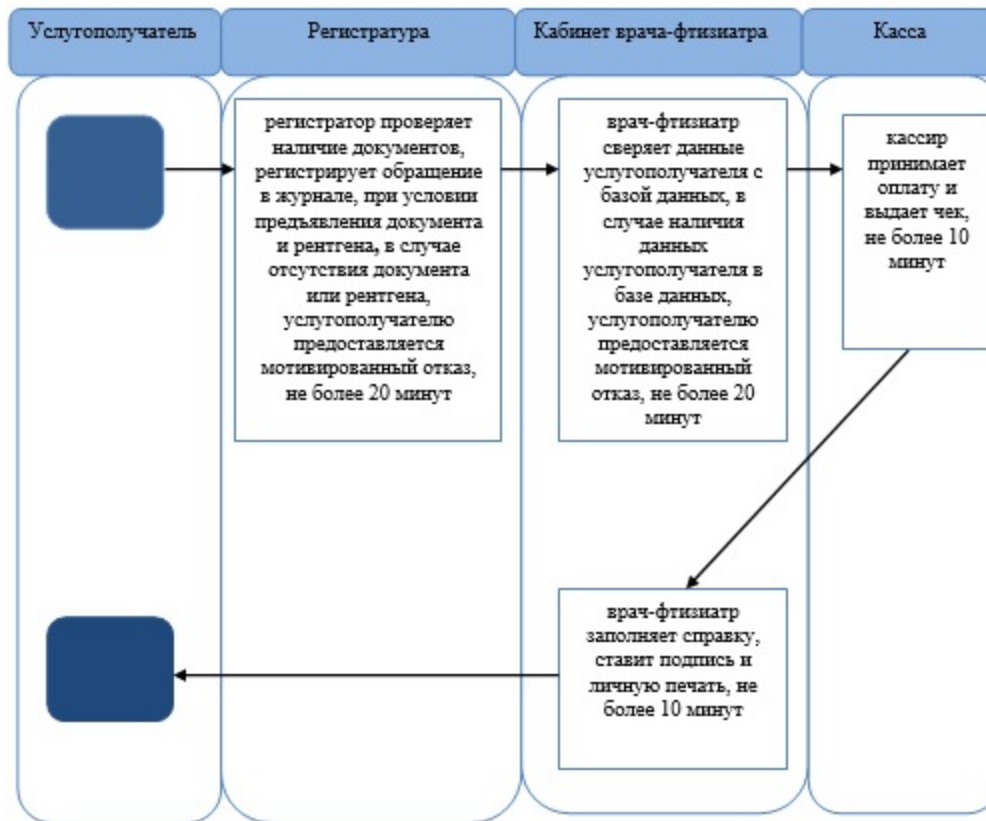 Услугополучатель
Регистратура
Кабинет врача-фтизиатра
Касса
регистратор проверяет
наличие документов,
регистрирует обращение
в журнале, при условии
предъявления документа
и рентгена, в случае
отсутствия документа
или рентгена,
услугополучателю
предоставляется
мотивированный отказ,
не более 20 минут
врач-фтизиатр
сверяет данные
услугополучателя с
базой данных, в
случае наличия
данных
услугополучателя в
базе данных,
услугополучателю
предоставляется
мотивированный
отказ, не более 20
минут
кассир
принимает
оплату и
выдает чек,
не более 10
минут
врач-фтизиатр
заполняет справку,
ставит подпись и
личную печать, не
более 10 минут